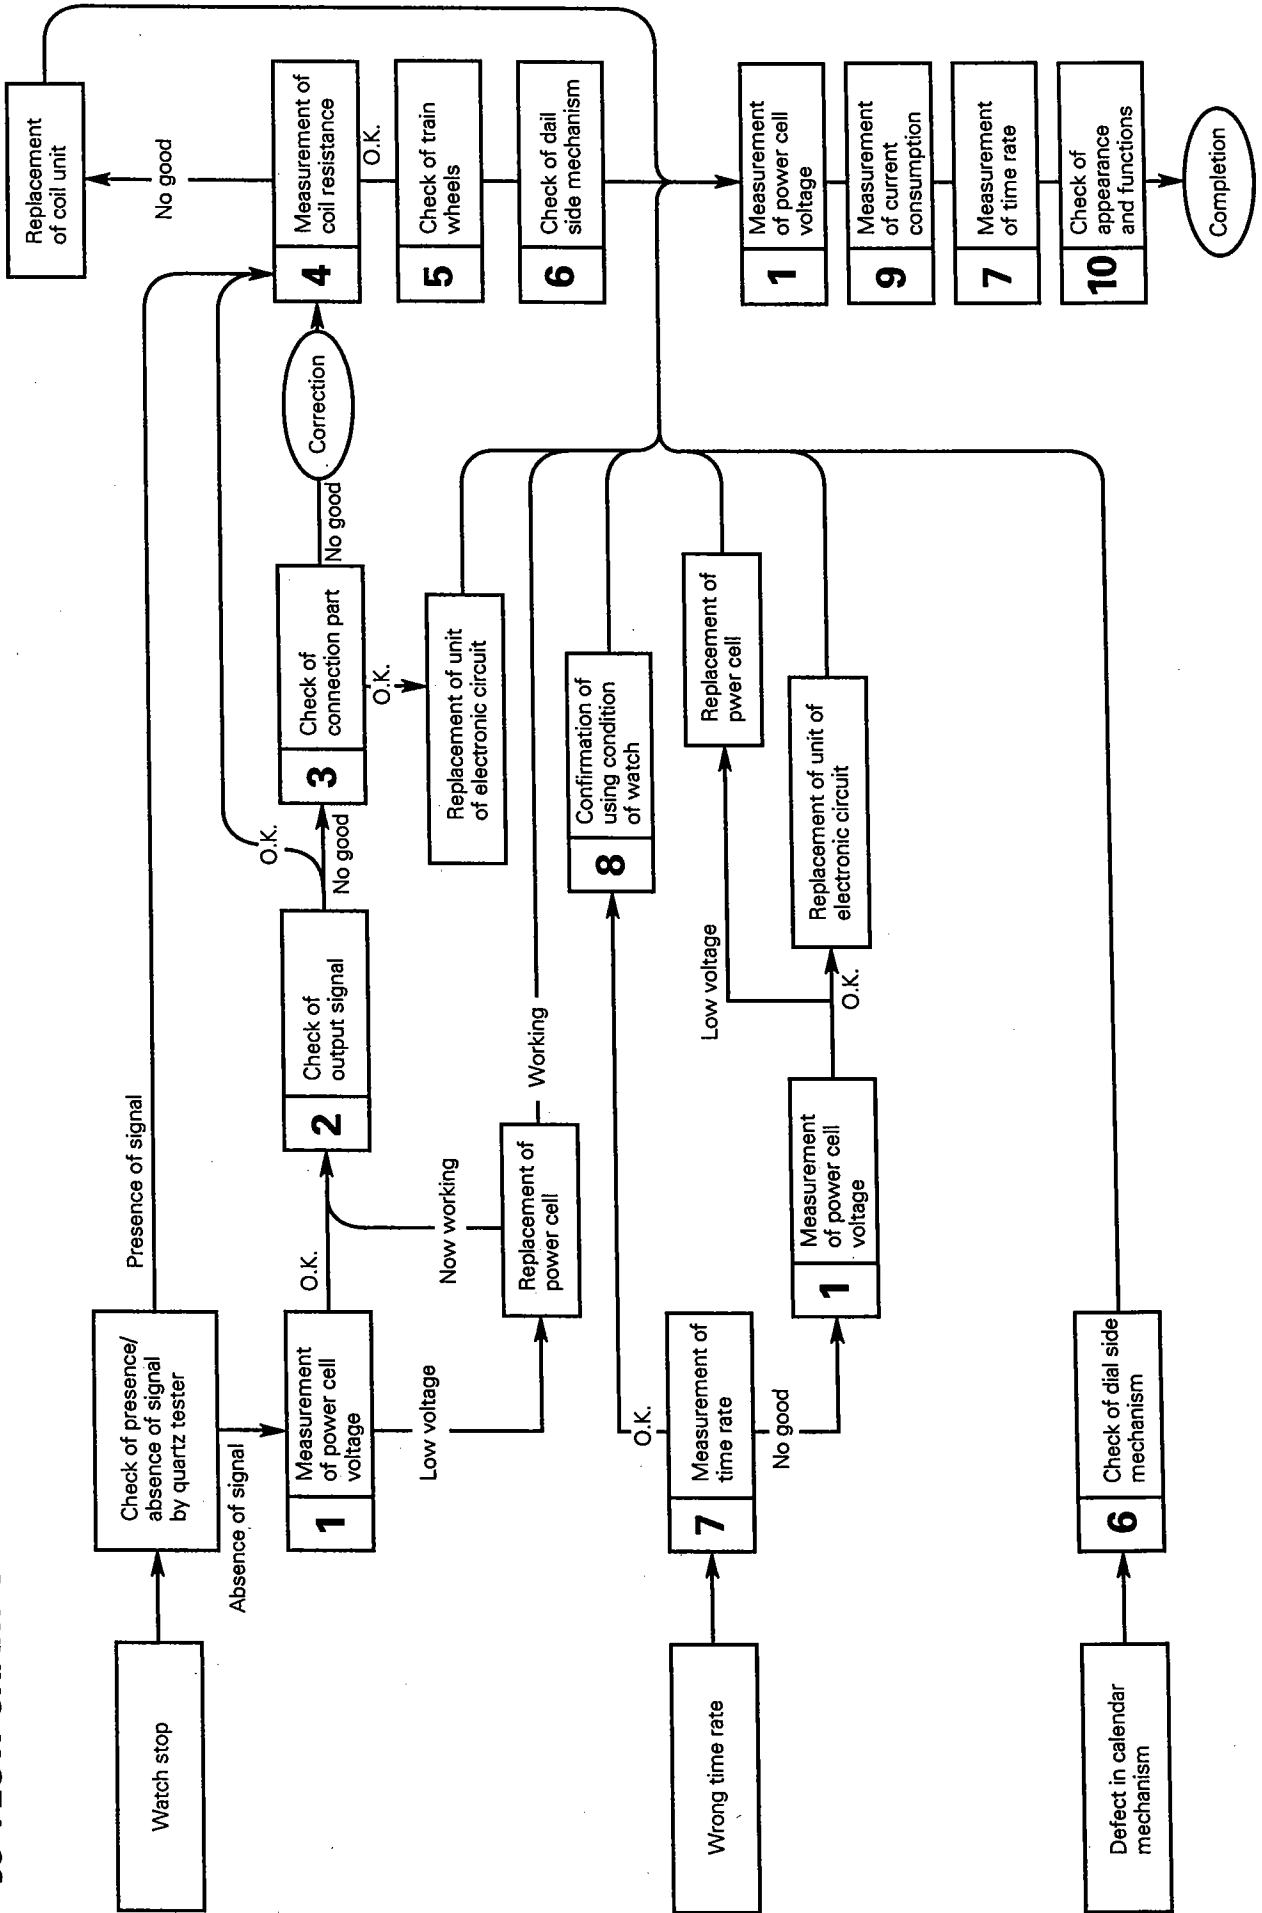 Watch stop
Check of presence/
absence of signal
by quartz tester
Presence of signal
Absence of signal
1
Measurement
of power cell
voltage
O.K.
Low voltage
Now working
Replacement of
power cell
Working
2
Check of
output signal
O.K.
No good
3
Check of
connection part
No good
O.K.
Correction
Replacement of unit
of electronic circuit
4
Measurement of
coil resistance
No good
Replacement
of coil unit
O.K.
5
Check of train
wheels
6
Check of dail
side mechanism
Wrong time rate
7
Measurement of
time rate
O.K.
No good
8
Confirmation of
using condition
of watch
1
Measurement
of power cell
voltage
Low voltage
O.K.
Replacement of
pwer cell
Replacement of unit of
electronic circuit
Defect in calendar
mechanism
6
Check of dial side
mechanism
1
Measurement
of power cell
voltage
9
Measurement
of current
consumption
7
Measurement
of time rate
10
Check of
appearance
and functions
Completion